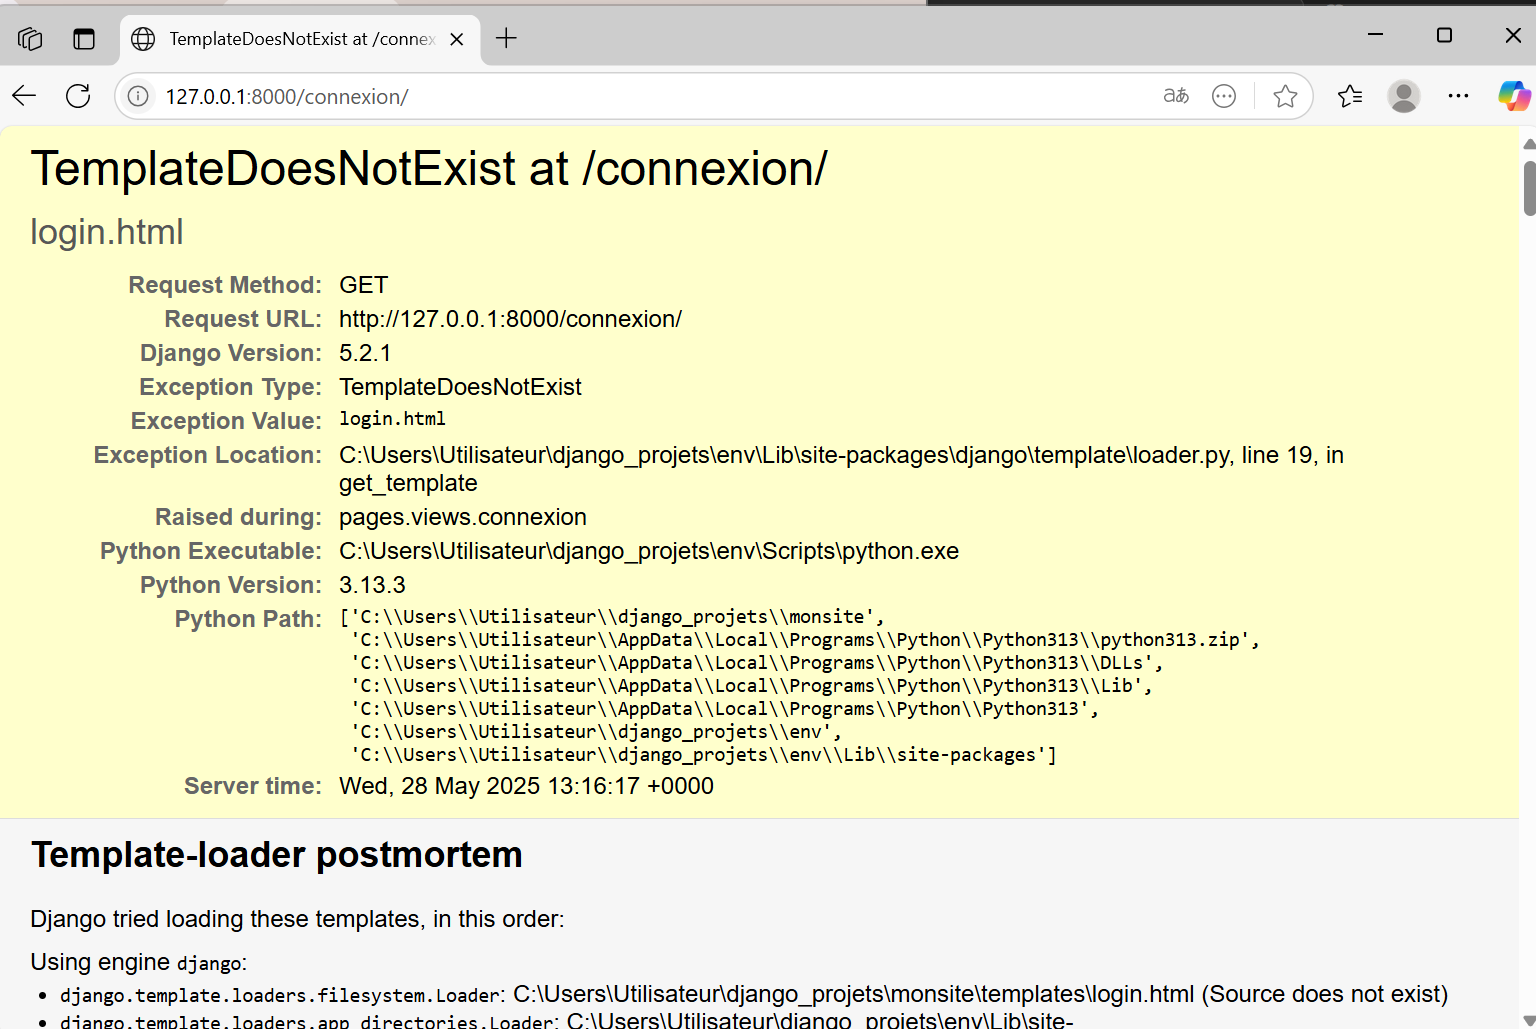 TemplateDoesNotExist at /connex
127.0.0.1:8000/connexion/
TemplateDoesNotExist at /connexion/
login.html
Request Method: GET
Request URL: http://127.0.0.1:8000/connexion/
Django Version: 5.2.1
Exception Type: TemplateDoesNotExist
Exception Value: login.html
Exception Location: C:\Users\Utilisateur\django_projets\env\Lib\site-packages\django\template\loader.py, line 19, in
get_template
Raised during: pages.views.connexion
Python Executable: C:\Users\Utilisateur\django_projets\env\Scripts\python.exe
Python Version: 3.13.3
Python Path: ['C:\\Users\\Utilisateur\\django_projets\\monsite',
'C:\\Users\\Utilisateur\\AppData\\Local\\Programs\\Python\\Python313\\python313.zip',
'C:\\Users\\Utilisateur\\AppData\\Local\\Programs\\Python\\Python313\\DLLs',
'C:\\Users\\Utilisateur\\AppData\\Local\\Programs\\Python\\Python313\\Lib',
'C:\\Users\\Utilisateur\\AppData\\Local\\Programs\\Python\\Python313',
'C:\\Users\\Utilisateur\\django_projets\\env',
'C:\\Users\\Utilisateur\\django_projets\\env\\Lib\\site-packages']
Server time: Wed, 28 May 2025 13:16:17 +0000
Template-loader postmortem
Django tried loading these templates, in this order:
Using engine django:
• django.template.loaders.filesystem.Loader: C:\Users\Utilisateur\django_projets\monsite\templates\login.html (Source does not exist)
• django.template.loaders.app_directories.Loader: C:\Users\Utilisateur\django_projets\env\Lib\site-